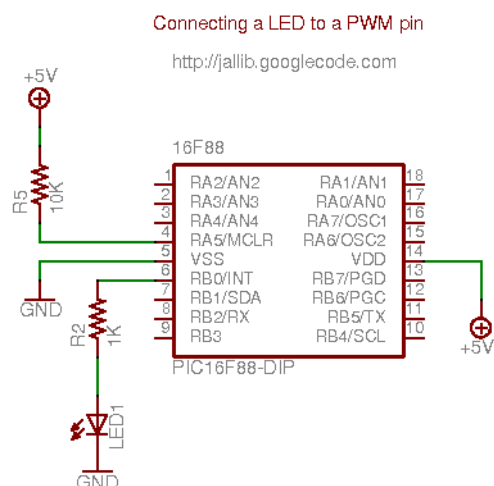 Connecting a LED to a PWM pin
http://jallib.googlecode.com
+5V
16F88
R5
10K
1 RA2/AN2 RA1/AN1 18
2 RA3/AN3 RA0/AN0 17
3 RA4/AN4 RA7/OSC1 16
4 RA5/MCLR RA6/OSC2 15
5 VSS VDD 14
6 RB0/INT RB7/PGD 13
7 RB1/SDA RB6/PGC 12
8 RB2/RX RB5/TX 11
9 RB3 RB4/SCL 10
GND
R2
1K
+5V
PIC16F88-DIP
LED1
GND